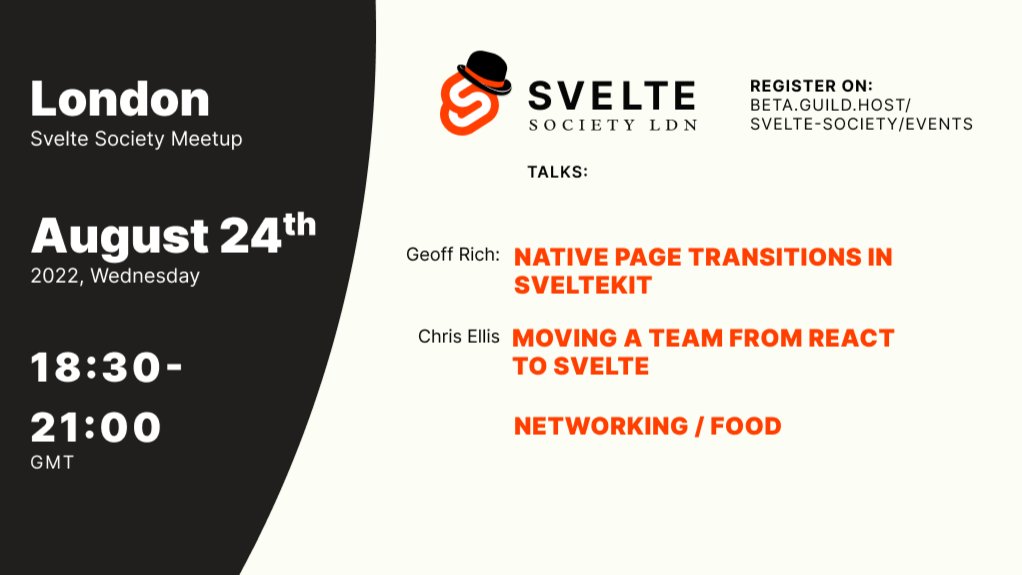 London
Svelte Society Meetup
August 24th
2022, Wednesday
18:30-
21:00
GMT
SVELTE
SOCIETY LDN
REGISTER ON:
BETA.GUILD.HOST/
SVELTE-SOCIETY/EVENTS
TALKS:
Geoff Rich: NATIVE PAGE TRANSITIONS IN
SVELTEKIT
Chris Ellis MOVING A TEAM FROM REACT
TO SVELTE
NETWORKING / FOOD